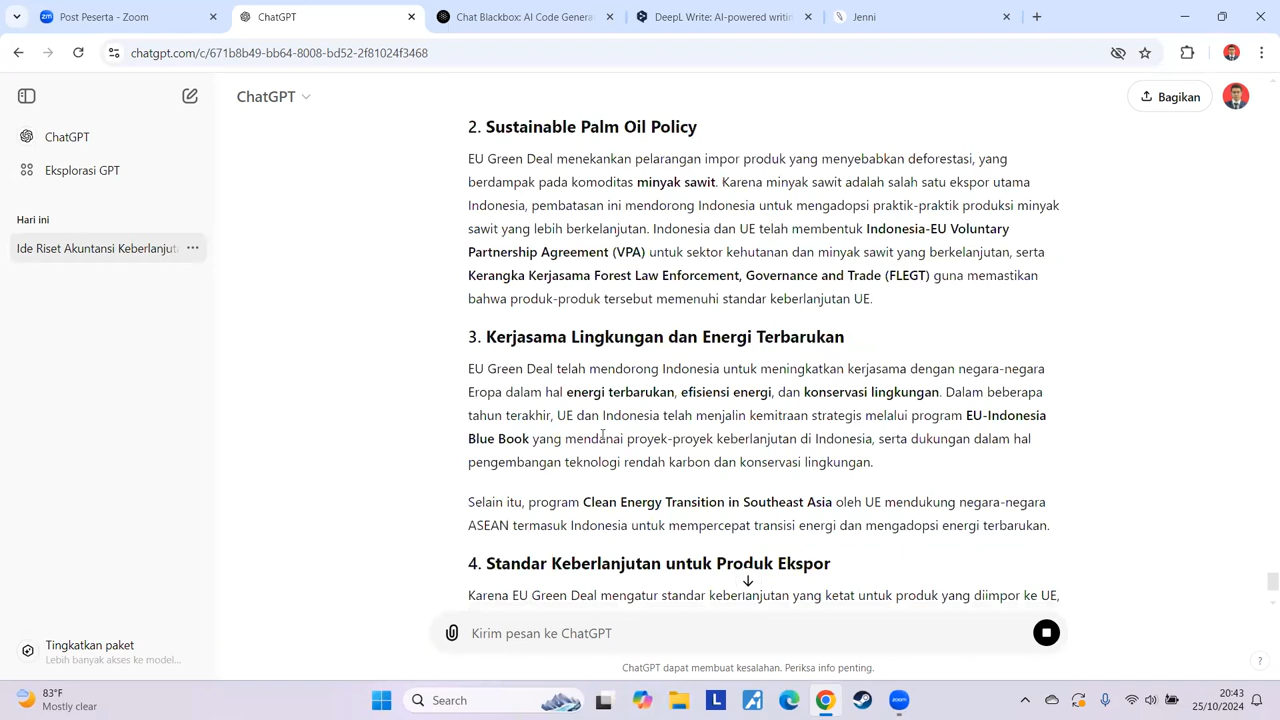 Post Peserta - Zoom
ChatGPT
Chat Blackbox: AI Code Genera
DeepL Write: AI-powered writin
Jenni
chatgpt.com/c/671b8b49-bb64-8008-bd52-2f81024f3468
ChatGPT
Bagikan
ChatGPT
Eksplorasi GPT
Hari ini
Ide Riset Akuntansi Keberlanjut
2. Sustainable Palm Oil Policy
EU Green Deal menekankan pelarangan impor produk yang menyebabkan deforestasi, yang
berdampak pada komoditas minyak sawit. Karena minyak sawit adalah salah satu ekspor utama
Indonesia, pembatasan ini mendorong Indonesia untuk mengadopsi praktik-praktik produksi minyak
sawit yang lebih berkelanjutan. Indonesia dan UE telah membentuk Indonesia-EU Voluntary
Partnership Agreement (VPA) untuk sektor kehutanan dan minyak sawit yang berkelanjutan, serta
Kerangka Kerjasama Forest Law Enforcement, Governance and Trade (FLEGT) guna memastikan
bahwa produk-produk tersebut memenuhi standar keberlanjutan UE.
3. Kerjasama Lingkungan dan Energi Terbarukan
EU Green Deal telah mendorong Indonesia untuk meningkatkan kerjasama dengan negara-negara
Eropa dalam hal energi terbarukan, efisiensi energi, dan konservasi lingkungan. Dalam beberapa
tahun terakhir, UE dan Indonesia telah menjalin kemitraan strategis melalui program EU-Indonesia
Blue Book yang mendanai proyek-proyek keberlanjutan di Indonesia, serta dukungan dalam hal
pengembangan teknologi rendah karbon dan konservasi lingkungan.
Selain itu, program Clean Energy Transition in Southeast Asia oleh UE mendukung negara-negara
ASEAN termasuk Indonesia untuk mempercepat transisi energi dan mengadopsi energi terbarukan.
4. Standar Keberlanjutan untuk Produk Ekspor
Karena EU Green Deal mengatur standar keberlanjutan yang ketat untuk produk yang diimpor ke UE,
Kirim pesan ke ChatGPT
ChatGPT dapat membuat kesalahan. Periksa info penting.
?
Tingkatkan paket
Lebih banyak akses ke model...
83°F
Mostly clear
Search
20:43
25/10/2024